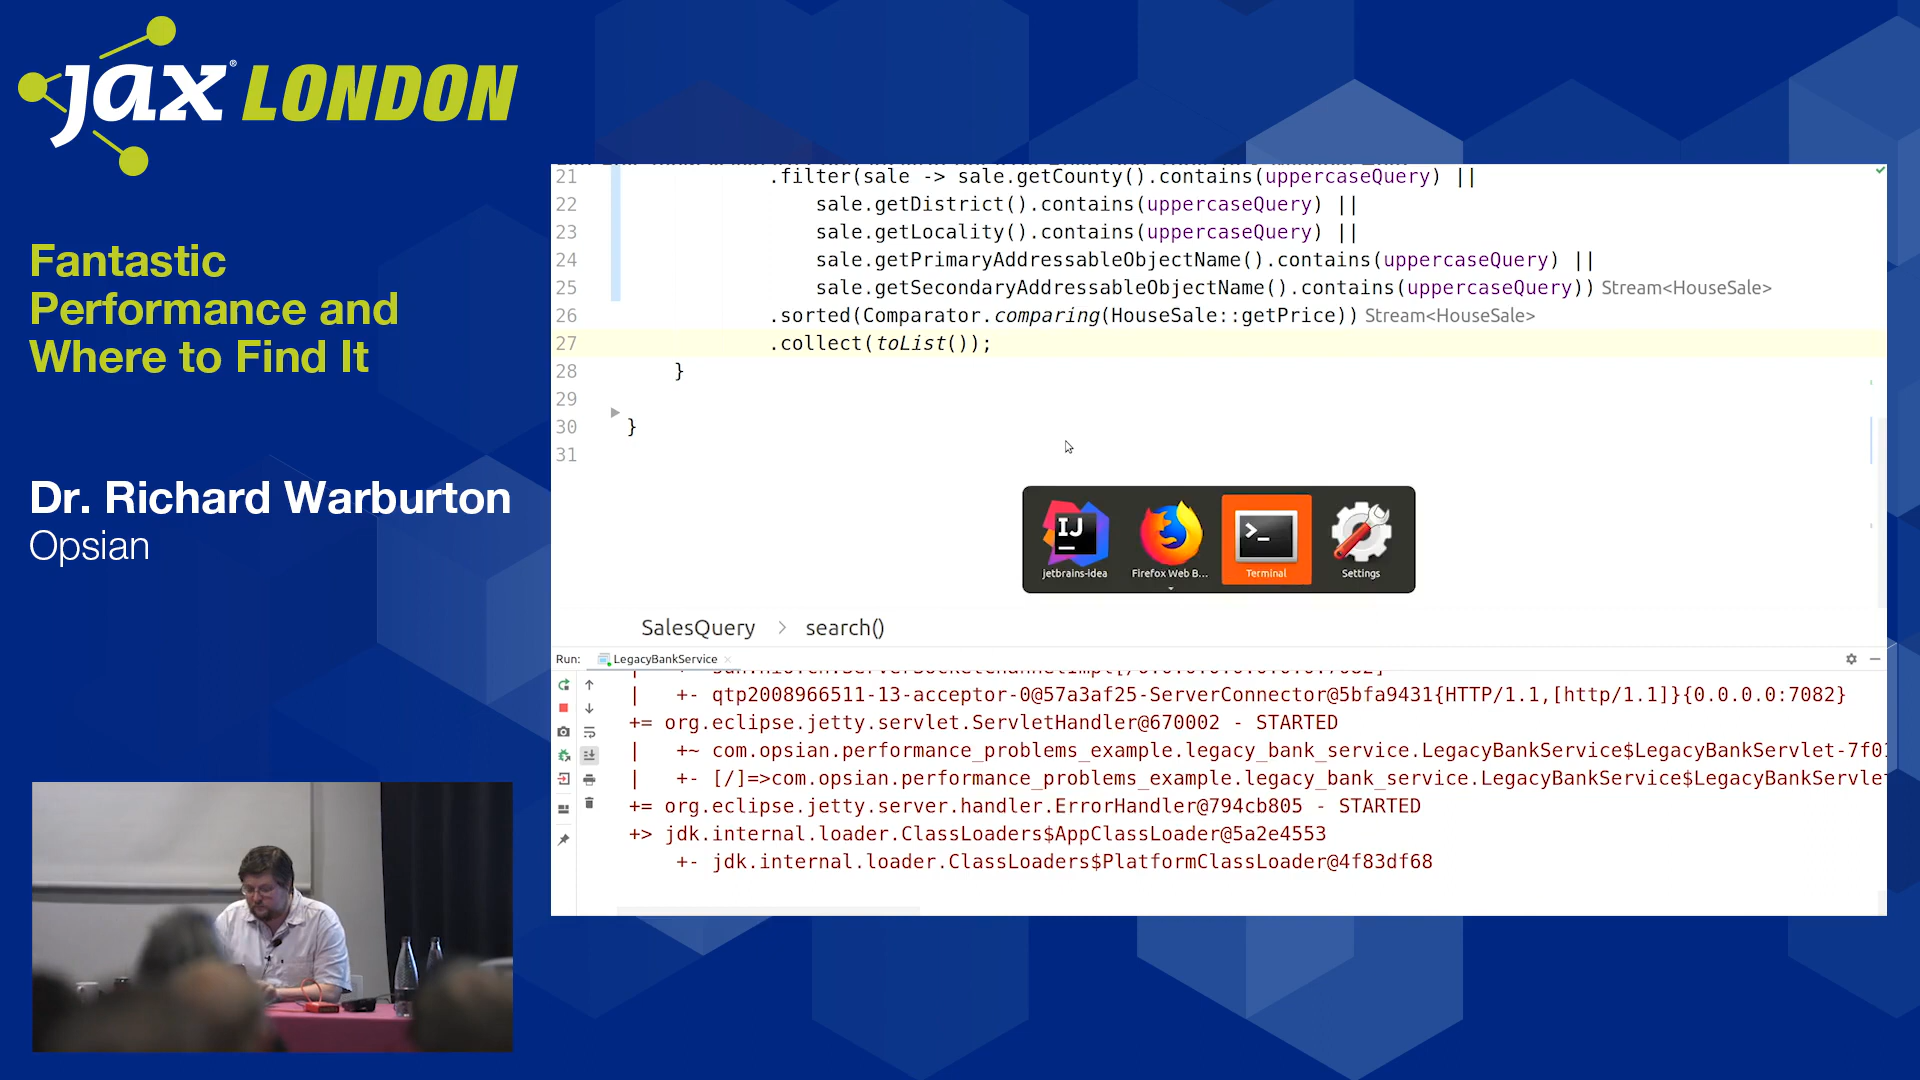 jax® LONDON
Fantastic
Performance and
Where to Find It
Dr. Richard Warburton
Opsian
21 .filter(sale -> sale.getCounty().contains(uppercaseQuery) ||
22 sale.getDistrict().contains(uppercaseQuery) ||
23 sale.getLocality().contains(uppercaseQuery) ||
24 sale.getPrimaryAddressableObjectName().contains(uppercaseQuery) ||
25 sale.getSecondaryAddressableObjectName().contains(uppercaseQuery)) Stream<HouseSale>
26 .sorted(Comparator.comparing(HouseSale::getPrice)) Stream<HouseSale>
27 .collect(toList());
28 }
29
30 }
31
IJ
jetbrains-idea Firefox Web B... Terminal Settings
SalesQuery > search()
Run: LegacyBankService
| +- qtp2008966511-13-acceptor-0@57a3af25-ServerConnector@5bfa9431{HTTP/1.1,[http/1.1]}{0.0.0.0:7082}
+= org.eclipse.jetty.servlet.ServletHandler@670002 - STARTED
| +~ com.opsian.performance_problems_example.legacy_bank_service.LegacyBankService$LegacyBankServlet-7f0
| +- [/]=>com.opsian.performance_problems_example.legacy_bank_service.LegacyBankService$LegacyBankServlet
+= org.eclipse.jetty.server.handler.ErrorHandler@794cb805 - STARTED
+> jdk.internal.loader.ClassLoaders$AppClassLoader@5a2e4553
+- jdk.internal.loader.ClassLoaders$PlatformClassLoader@4f83df68